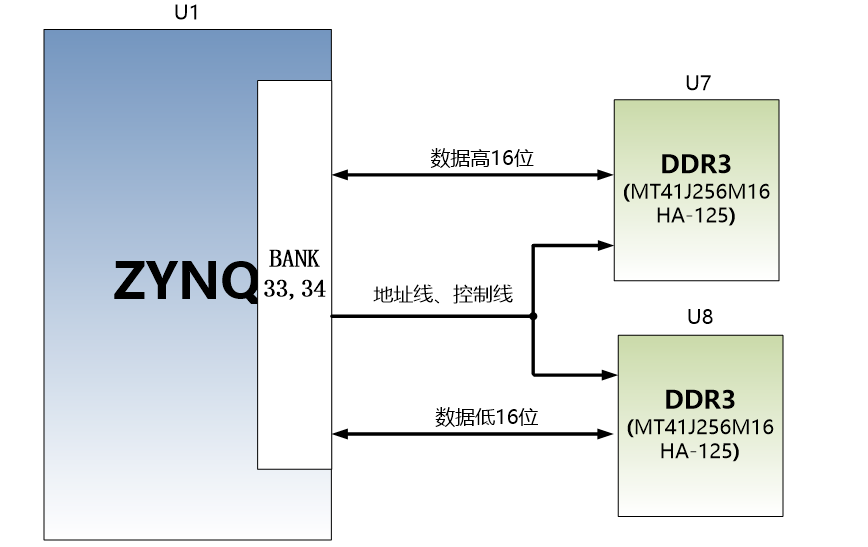 U1
U7
DDR3
(MT41J256M16
HA-125)
数据高16位
ZYNQ
BANK
33,34
地址线、控制线
U8
DDR3
(MT41J256M16
HA-125)
数据低16位